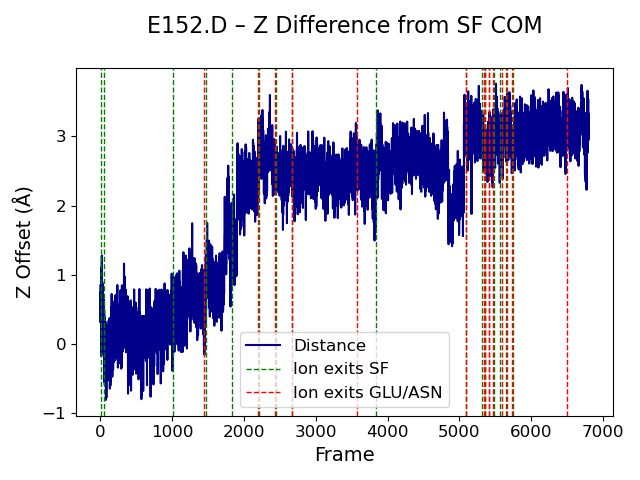 E152.D – Z Difference from SF COM
Z Offset (Å)
3
2
1
0
−1
Distance
Ion exits SF
Ion exits GLU/ASN
0 1000 2000 3000 4000 5000 6000 7000
Frame